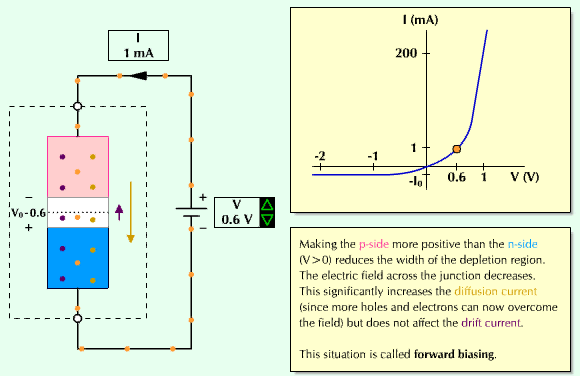 I
1 mA
–
V₀-0.6
+
+
–
V
0.6 V
I (mA)
200
1
-2
-1
-I₀
0.6
1
V (V)
Making the p-side more positive than the n-side
(V > 0) reduces the width of the depletion region.
The electric field across the junction decreases.
This significantly increases the diffusion current
(since more holes and electrons can now overcome
the field) but does not affect the drift current.
This situation is called forward biasing.